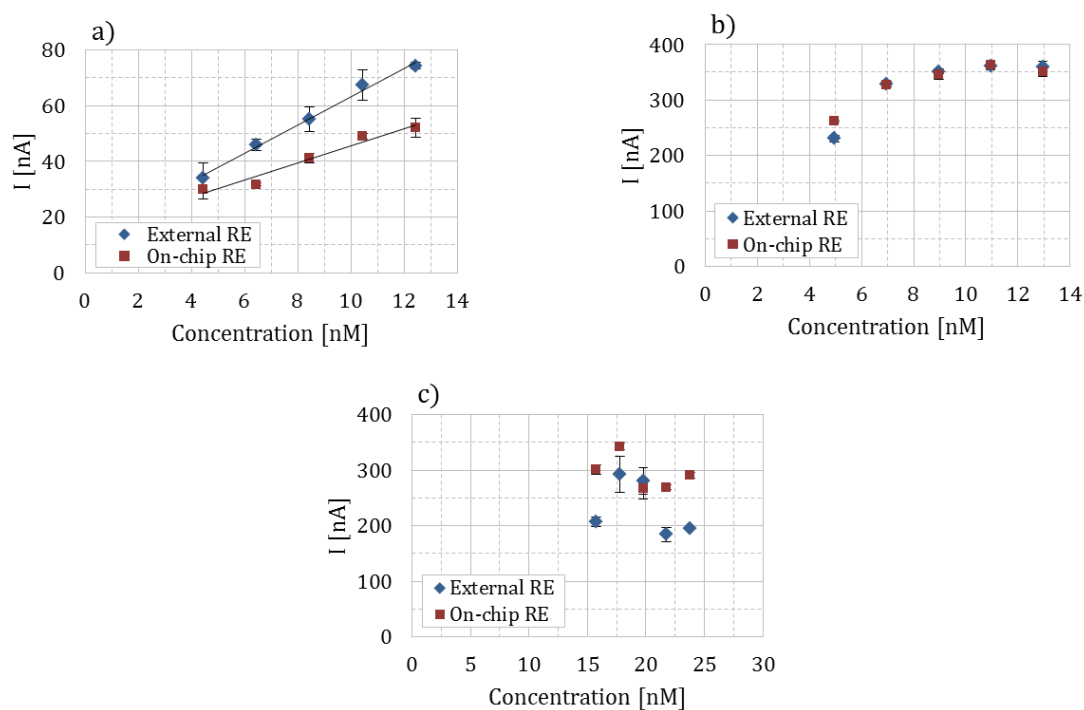 a)
80
60
40
20
0
I [nA]
External RE
On-chip RE
0 2 4 6 8 10 12 14
Concentration [nM]
b)
400
300
200
100
0
I [nA]
External RE
On-chip RE
0 2 4 6 8 10 12 14
Concentration [nM]
c)
400
300
200
100
0
I [nA]
External RE
On-chip RE
0 5 10 15 20 25 30
Concentration [nM]